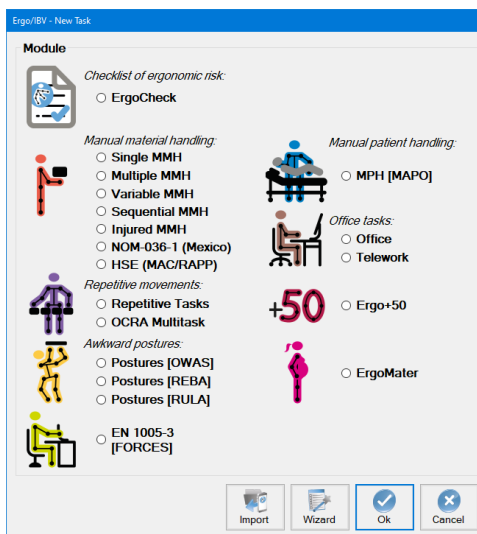 Ergo/IBV - New Task
Module
Checklist of ergonomic risk:
ErgoCheck
Manual material handling:
Single MMH
Multiple MMH
Variable MMH
Sequential MMH
Injured MMH
NOM-036-1 (Mexico)
HSE (MAC/RAPP)
Repetitive movements:
Repetitive Tasks
OCRA Multitask
Awkward postures:
Postures [OWAS]
Postures [REBA]
Postures [RULA]
EN 1005-3
[FORCES]
Manual patient handling:
MPH [MAPO]
Office tasks:
Office
Telework
+50
Ergo+50
ErgoMater
Import
Wizard
Ok
Cancel